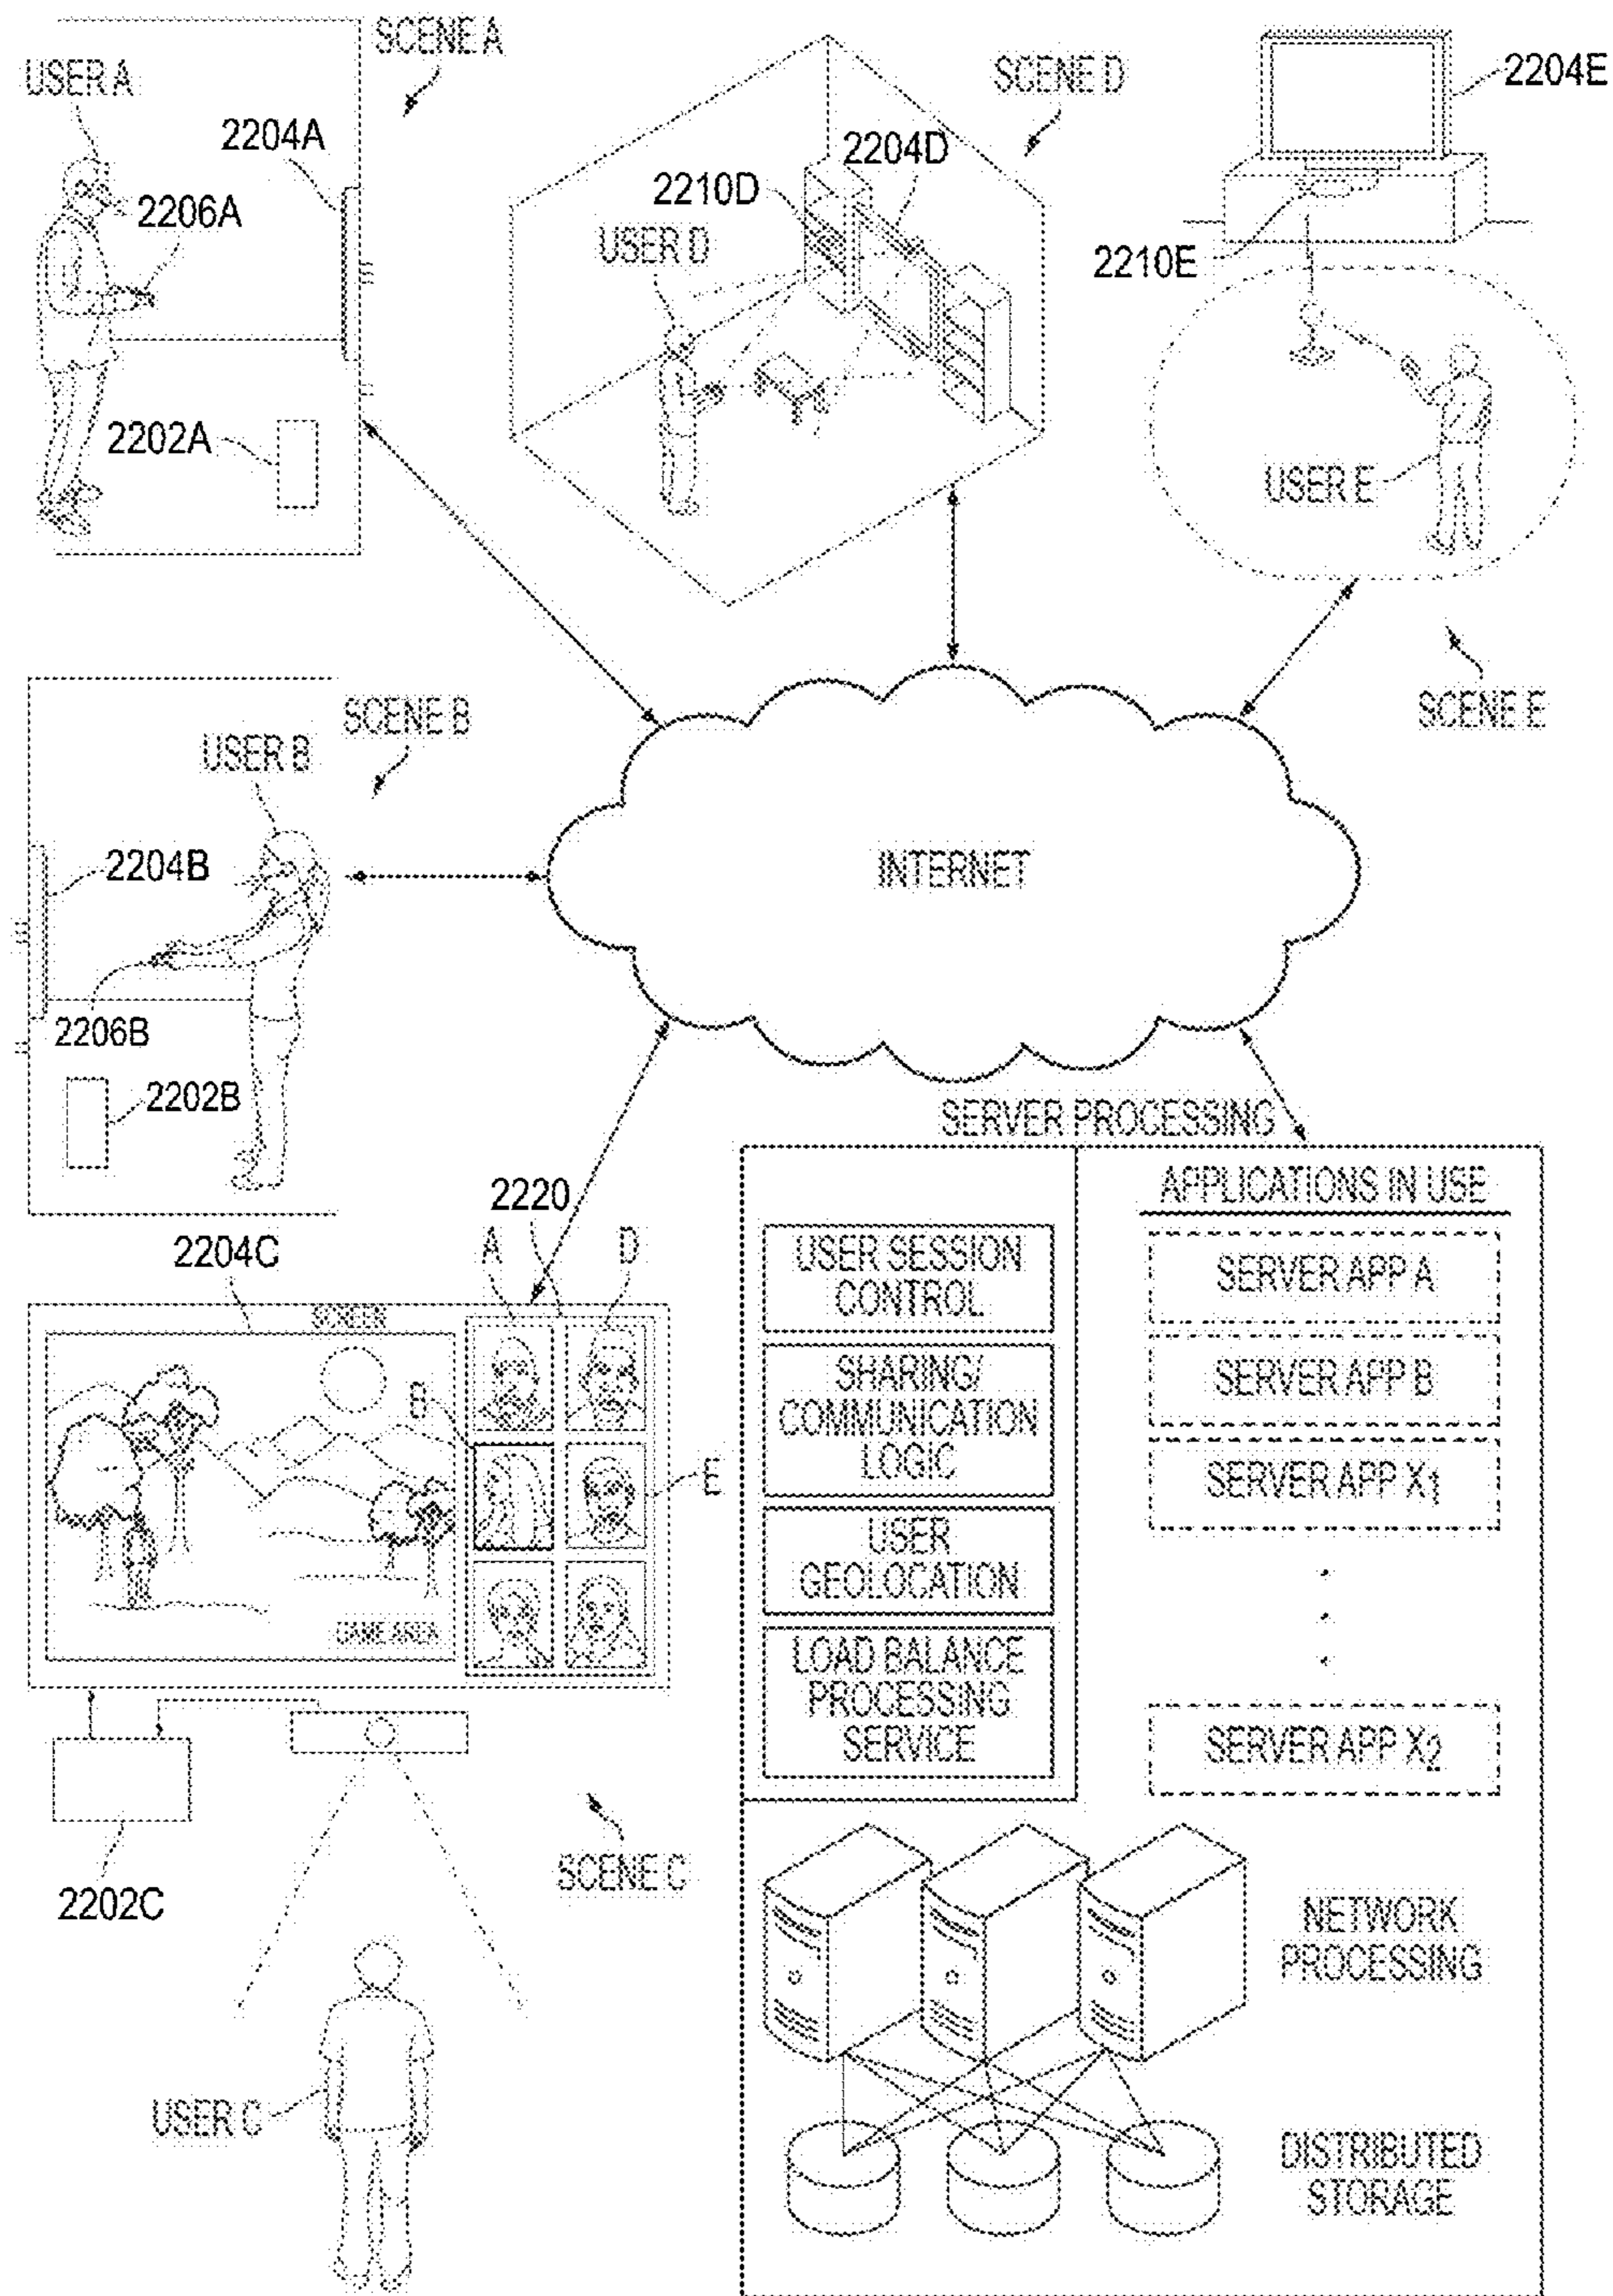 SCENE A
USER A
2204A
2206A
2202A
SCENE D
2204D
2210D
USER D
2204E
2210E
USER E
SCENE E
SCENE B
USER B
2204B
2206B
2202B
INTERNET
SERVER PROCESSING
2220
A
D
2204C
SCREEN
B
E
GAME AREA
2202C
SCENE C
USER C
USER SESSION
CONTROL
SHARING/
COMMUNICATION
LOGIC
USER
GEOLOCATION
LOAD BALANCE
PROCESSING
SERVICE
APPLICATIONS IN USE
SERVER APP A
SERVER APP B
SERVER APP X1
SERVER APP X2
NETWORK
PROCESSING
DISTRIBUTED
STORAGE